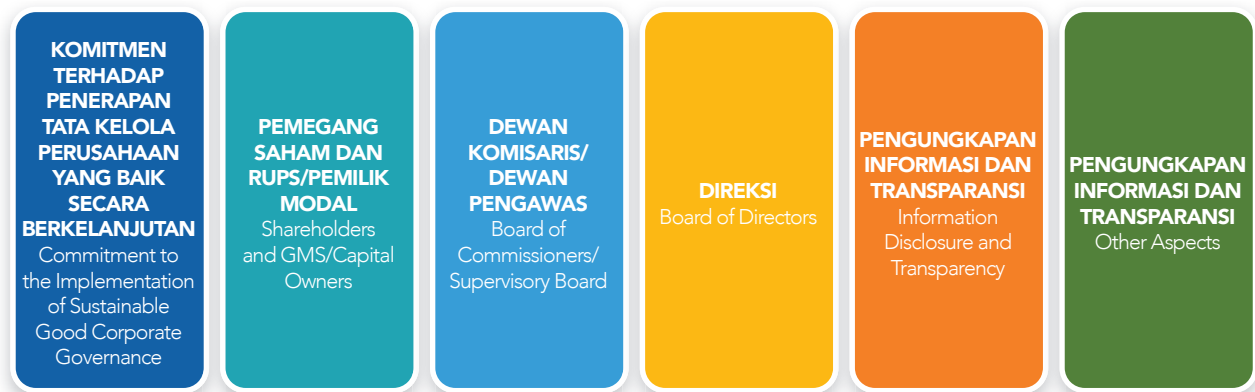 KOMITMEN
TERHADAP
PENERAPAN
TATA KELOLA
PERUSAHAAN
YANG BAIK
SECARA
BERKELANJUTAN
Commitment to
the Implementation
of Sustainable
Good Corporate
Governance
PEMEGANG
SAHAM DAN
RUPS/PEMILIK
MODAL
Shareholders
and GMS/Capital
Owners
DEWAN
KOMISARIS/
DEWAN
PENGAWAS
Board of
Commissioners/
Supervisory Board
DIREKSI
Board of Directors
PENGUNGKAPAN
INFORMASI DAN
TRANSPARANSI
Information
Disclosure and
Transparency
PENGUNGKAPAN
INFORMASI DAN
TRANSPARANSI
Other Aspects